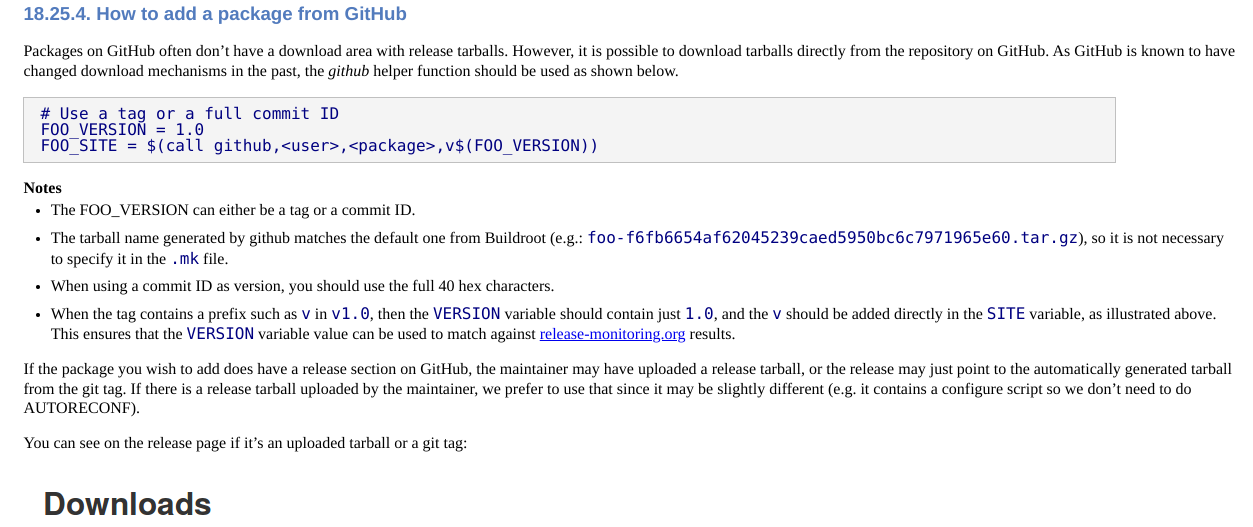 18.25.4. How to add a package from GitHub
Packages on GitHub often don’t have a download area with release tarballs. However, it is possible to download tarballs directly from the repository on GitHub. As GitHub is known to have
changed download mechanisms in the past, the github helper function should be used as shown below.
# Use a tag or a full commit ID
FOO_VERSION = 1.0
FOO_SITE = $(call github,<user>,<package>,v$(FOO_VERSION))
Notes
• The FOO_VERSION can either be a tag or a commit ID.
• The tarball name generated by github matches the default one from Buildroot (e.g.: foo-f6fb6654af62045239caed5950bc6c7971965e60.tar.gz), so it is not necessary
to specify it in the .mk file.
• When using a commit ID as version, you should use the full 40 hex characters.
• When the tag contains a prefix such as v in v1.0, then the VERSION variable should contain just 1.0, and the v should be added directly in the SITE variable, as illustrated above.
This ensures that the VERSION variable value can be used to match against release-monitoring.org results.
If the package you wish to add does have a release section on GitHub, the maintainer may have uploaded a release tarball, or the release may just point to the automatically generated tarball
from the git tag. If there is a release tarball uploaded by the maintainer, we prefer to use that since it may be slightly different (e.g. it contains a configure script so we don’t need to do
AUTORECONF).
You can see on the release page if it’s an uploaded tarball or a git tag:
Downloads